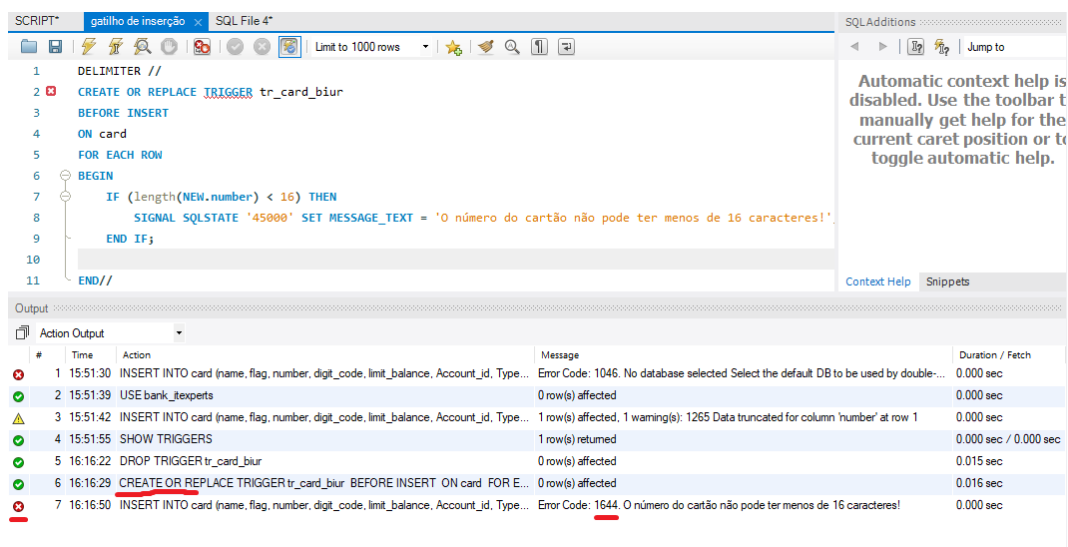 SCRIPT* gatilho de inserção × SQL File 4*
SQLAdditions
Limit to 1000 rows
Jump to
1 DELIMITER //
2 CREATE OR REPLACE TRIGGER tr_card_biur
3 BEFORE INSERT
4 ON card
5 FOR EACH ROW
6 BEGIN
7 IF (length(NEW.number) < 16) THEN
8 SIGNAL SQLSTATE '45000' SET MESSAGE_TEXT = 'O número do cartão não pode ter menos de 16 caracteres!'
9 END IF;
10
11 END//
Automatic context help is
disabled. Use the toolbar t
manually get help for the
current caret position or to
toggle automatic help.
Context Help Snippets
Output
Action Output
# Time Action Message Duration / Fetch
1 15:51:30 INSERT INTO card (name, flag, number, digit_code, limit_balance, Account_id, Type... Error Code: 1046. No database selected Select the default DB to be used by double-... 0.000 sec
2 15:51:39 USE bank_itexperts 0 row(s) affected 0.000 sec
3 15:51:42 INSERT INTO card (name, flag, number, digit_code, limit_balance, Account_id, Type... 1 row(s) affected, 1 warning(s): 1265 Data truncated for column 'number' at row 1 0.000 sec
4 15:51:55 SHOW TRIGGERS 1 row(s) returned 0.000 sec / 0.000 sec
5 16:16:22 DROP TRIGGER tr_card_biur 0 row(s) affected 0.015 sec
6 16:16:29 CREATE OR REPLACE TRIGGER tr_card_biur BEFORE INSERT ON card FOR E... 0 row(s) affected 0.016 sec
7 16:16:50 INSERT INTO card (name, flag, number, digit_code, limit_balance, Account_id, Type... Error Code: 1644. O número do cartão não pode ter menos de 16 caracteres! 0.000 sec